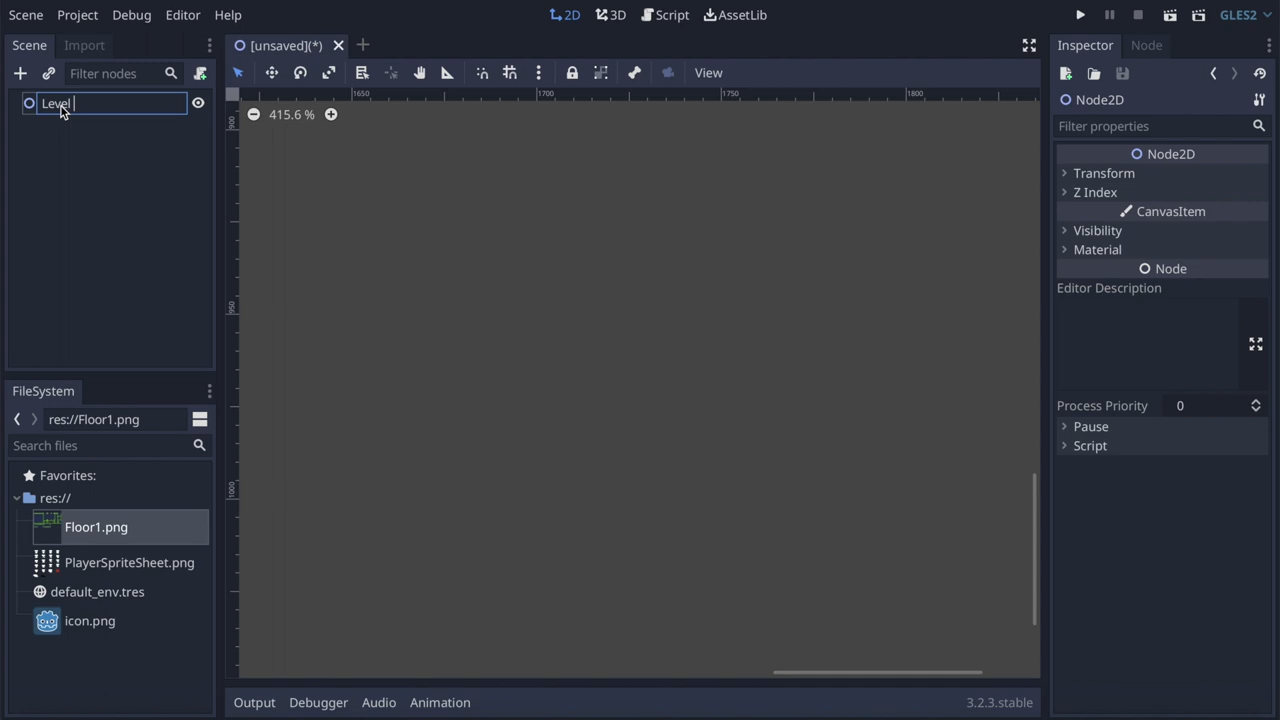 Scene Project Debug Editor Help 2D 3D Script AssetLib GLES2
Scene Import [unsaved](*) Inspector Node
Filter nodes View
Level
1650 1700 1750 1800
415.6 %
900
950
1000
Node2D
Filter properties
Node2D
Transform
Z Index
CanvasItem
Visibility
Material
Node
Editor Description
Process Priority 0
Pause
Script
FileSystem
res://Floor1.png
Search files
Favorites:
res://
Floor1.png
PlayerSpriteSheet.png
default_env.tres
icon.png
Output Debugger Audio Animation 3.2.3.stable